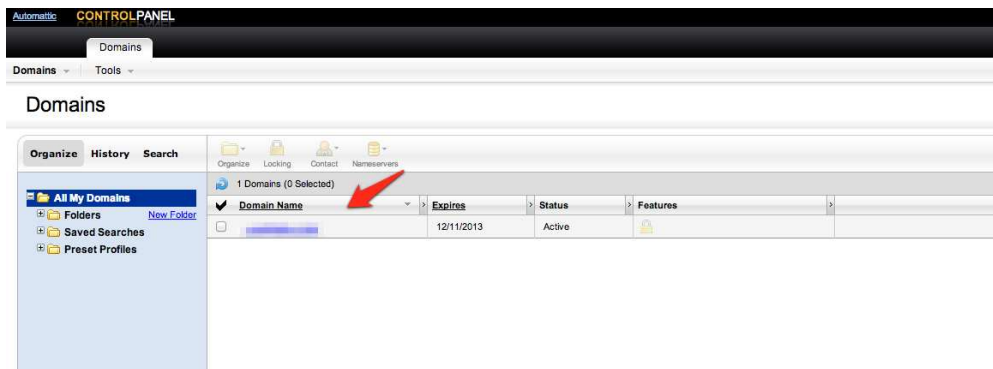 Automattic CONTROLPANEL
Domains
Domains Tools
Domains
Organize History Search
Organize Locking Contact Nameservers
1 Domains (0 Selected)
All My Domains
Folders New Folder
Saved Searches
Preset Profiles
Domain Name Expires Status Features
12/11/2013 Active